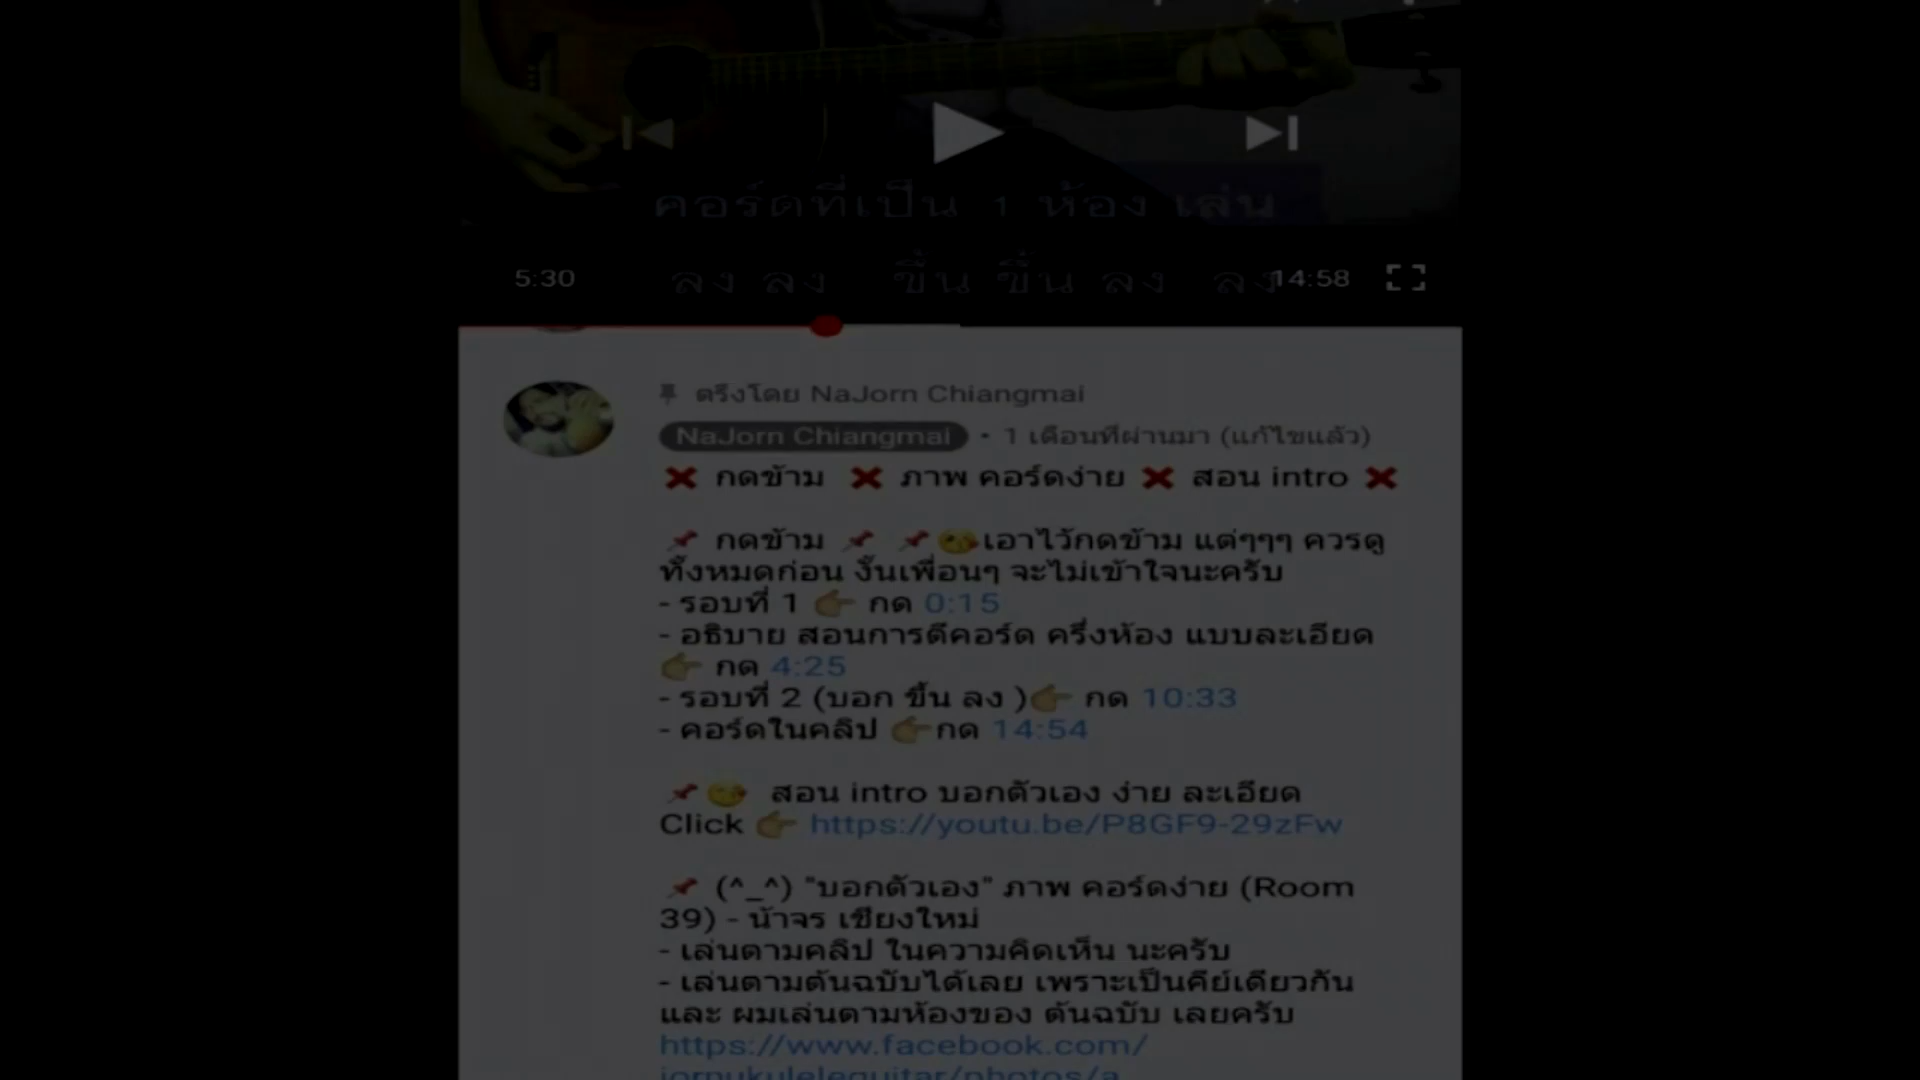 คอร์ดที่เป็น 1 ห้อง เล่น
5:30 ลง ลง ขึ้น ขึ้น ลง ลง 14:58
ตรึงโดย NaJorn Chiangmai
NaJorn Chiangmai • 1 เดือนที่ผ่านมา (แก้ไขแล้ว)
❌ กดข้าม ❌ ภาพ คอร์ดง่าย ❌ สอน intro ❌
📌 กดข้าม 📌 📌😘เอาไว้กดข้าม แต่ๆๆๆ ควรดู
ทั้งหมดก่อน งั้นเพื่อนๆ จะไม่เข้าใจนะครับ
- รอบที่ 1 👉 กด 0:15
- อธิบาย สอนการตีคอร์ด ครึ่งห้อง แบบละเอียด
👉 กด 4:25
- รอบที่ 2 (บอก ขึ้น ลง )👉 กด 10:33
- คอร์ดในคลิป 👉กด 14:54
📌😘 สอน intro บอกตัวเอง ง่าย ละเอียด
Click 👉 https://youtu.be/P8GF9-29zFw
📌 (^_^) "บอกตัวเอง" ภาพ คอร์ดง่าย (Room
39) - น้าจร เชียงใหม่
- เล่นตามคลิป ในความคิดเห็น นะครับ
- เล่นตามต้นฉบับได้เลย เพราะเป็นคีย์เดียวกัน
และ ผมเล่นตามห้องของ ต้นฉบับ เลยครับ
https://www.facebook.com/
jornukuleleguitar/photos/a